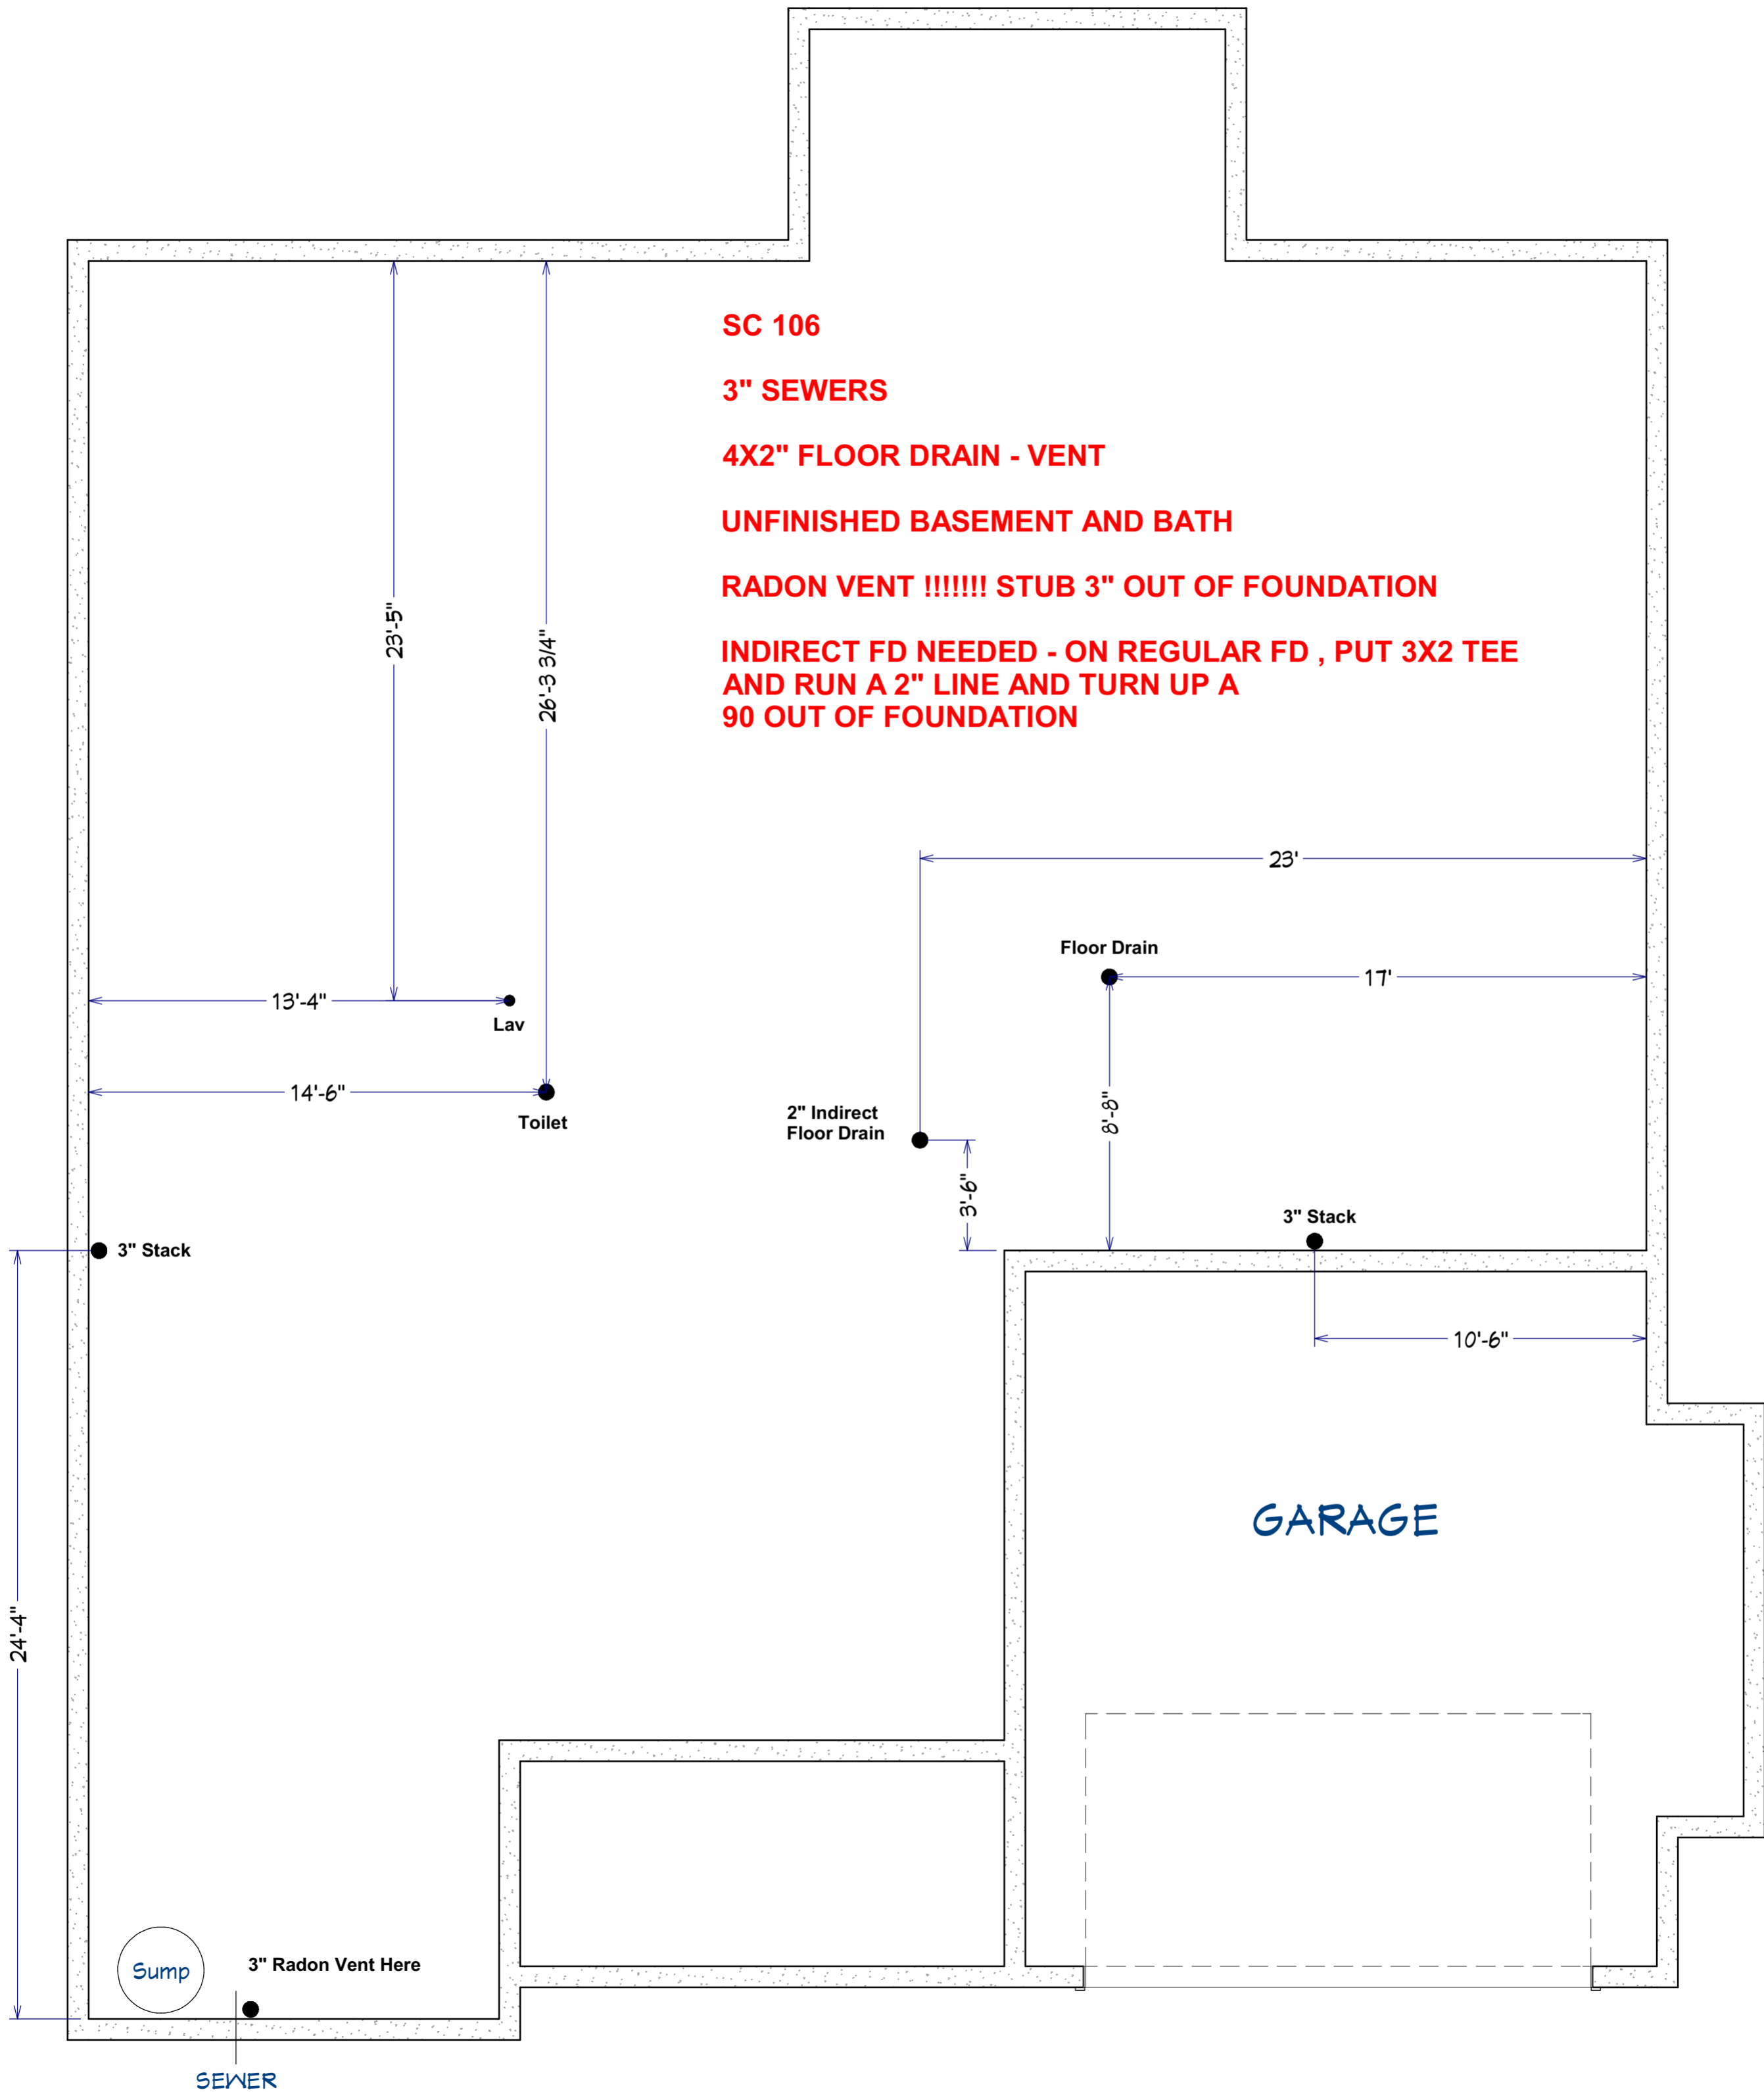 SC 106
3" SEWERS
4X2" FLOOR DRAIN - VENT
UNFINISHED BASEMENT AND BATH
RADON VENT !!!!!!! STUB 3" OUT OF FOUNDATION
INDIRECT FD NEEDED - ON REGULAR FD , PUT 3X2 TEE
AND RUN A 2" LINE AND TURN UP A
90 OUT OF FOUNDATION
23'-5"
26'-3 3/4"
23'
Floor Drain
17'
13'-4"
Lav
14'-6"
Toilet
2" Indirect
Floor Drain
8'-8"
3'-6"
3" Stack
3" Stack
10'-6"
GARAGE
24'-4"
Sump
3" Radon Vent Here
SEWER